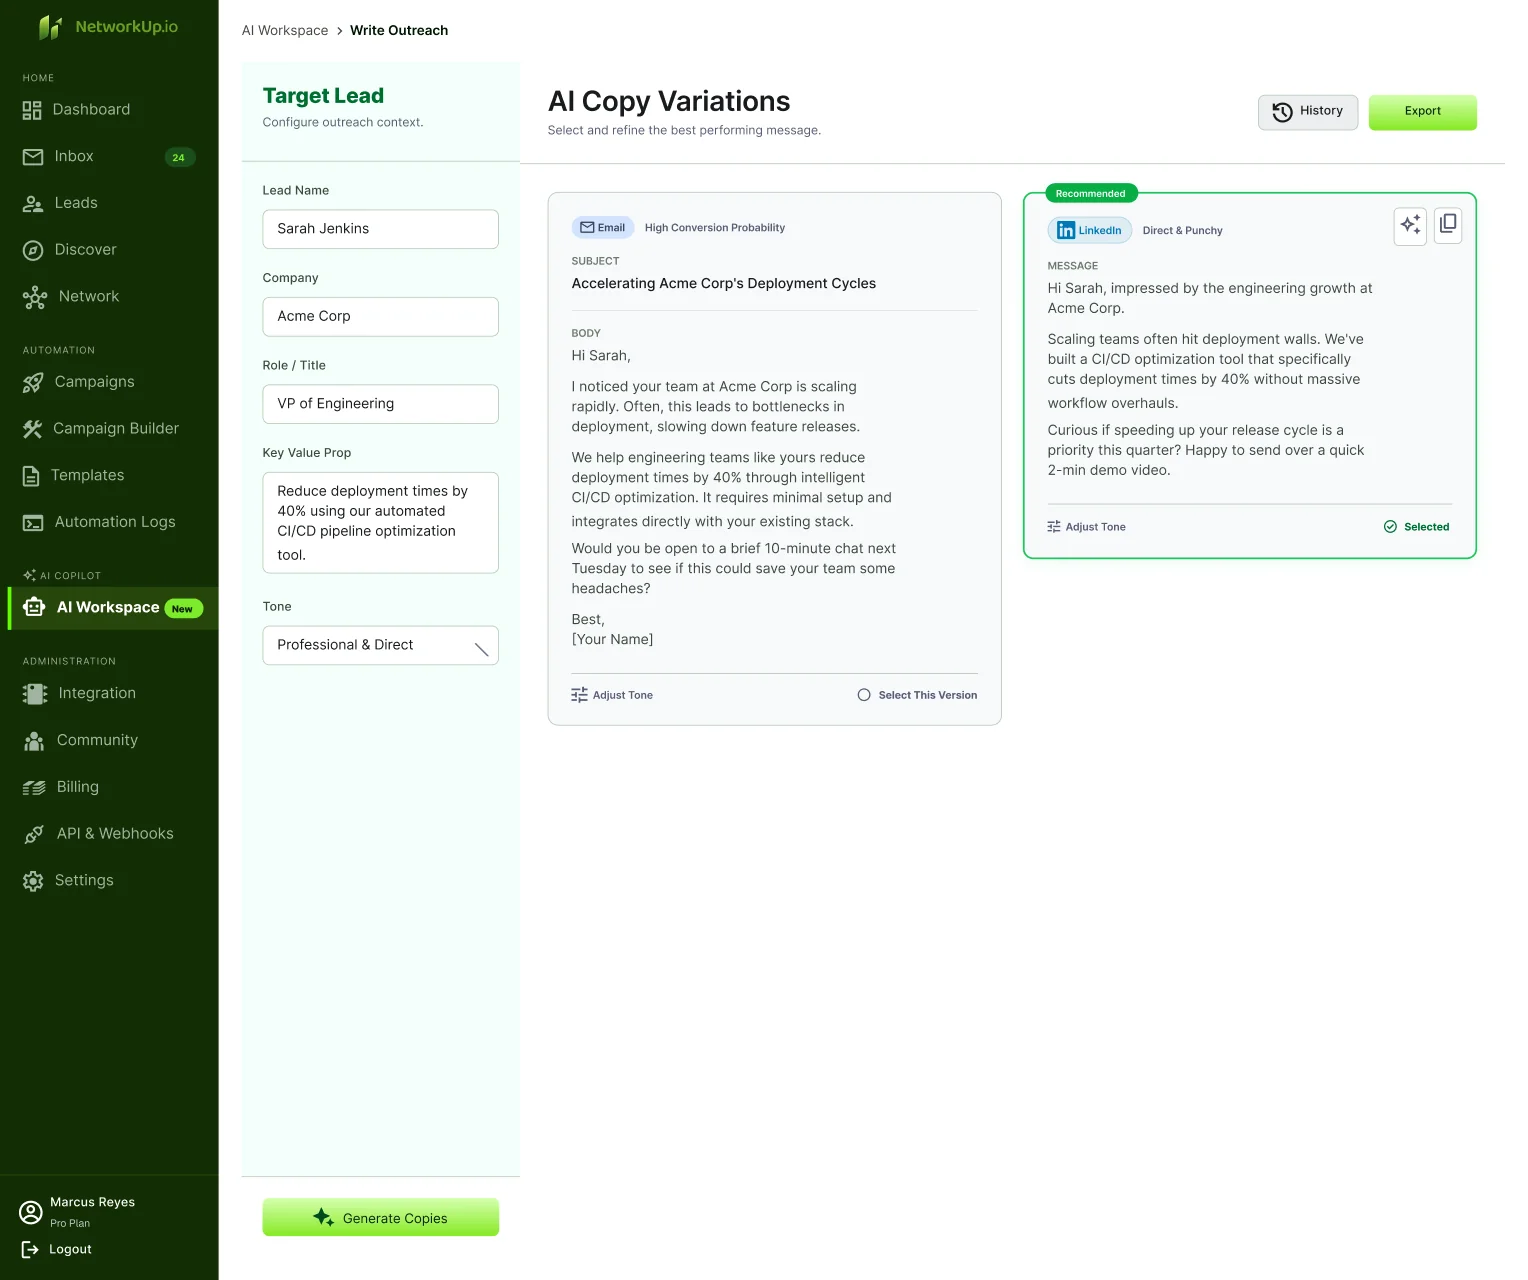 NetworkUp.io
HOME
Dashboard
Inbox 24
Leads
Discover
Network
AUTOMATION
Campaigns
Campaign Builder
Templates
Automation Logs
AI COPILOT
AI Workspace New
ADMINISTRATION
Integration
Community
Billing
API & Webhooks
Settings
Marcus Reyes
Pro Plan
Logout
AI Workspace > Write Outreach
Target Lead
Configure outreach context.
Lead Name
Sarah Jenkins
Company
Acme Corp
Role / Title
VP of Engineering
Key Value Prop
Reduce deployment times by
40% using our automated
CI/CD pipeline optimization
tool.
Tone
Professional & Direct
Generate Copies
AI Copy Variations
Select and refine the best performing message.
History
Export
Email High Conversion Probability
SUBJECT
Accelerating Acme Corp's Deployment Cycles
BODY
Hi Sarah,
I noticed your team at Acme Corp is scaling
rapidly. Often, this leads to bottlenecks in
deployment, slowing down feature releases.
We help engineering teams like yours reduce
deployment times by 40% through intelligent
CI/CD optimization. It requires minimal setup and
integrates directly with your existing stack.
Would you be open to a brief 10-minute chat next
Tuesday to see if this could save your team some
headaches?
Best,
[Your Name]
Adjust Tone
Select This Version
Recommended
in LinkedIn Direct & Punchy
MESSAGE
Hi Sarah, impressed by the engineering growth at
Acme Corp.
Scaling teams often hit deployment walls. We've
built a CI/CD optimization tool that specifically
cuts deployment times by 40% without massive
workflow overhauls.
Curious if speeding up your release cycle is a
priority this quarter? Happy to send over a quick
2-min demo video.
Adjust Tone
Selected